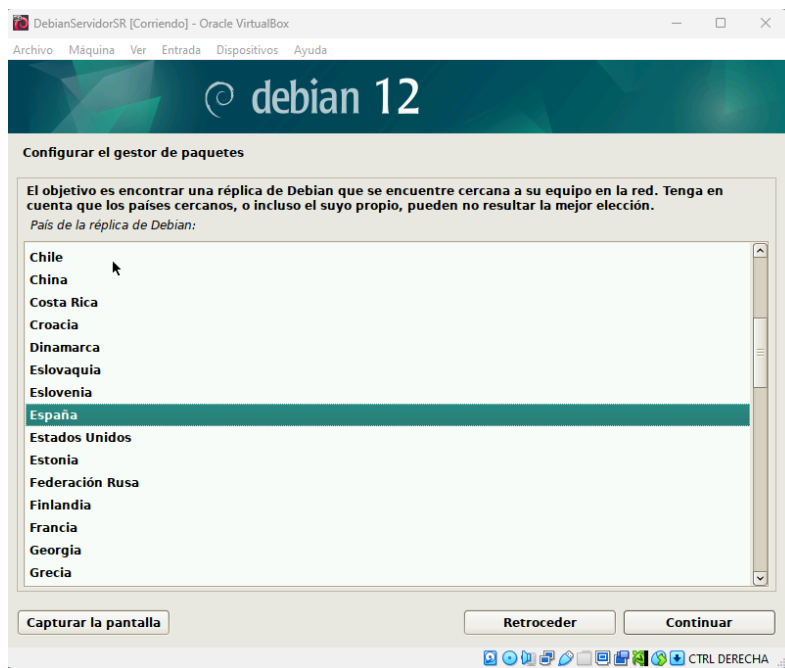 DebianServidorSR [Corriendo] - Oracle VirtualBox
Archivo Máquina Ver Entrada Dispositivos Ayuda
debian 12
Configurar el gestor de paquetes
El objetivo es encontrar una réplica de Debian que se encuentre cercana a su equipo en la red. Tenga en
cuenta que los países cercanos, o incluso el suyo propio, pueden no resultar la mejor elección.
País de la réplica de Debian:
Chile
China
Costa Rica
Croacia
Dinamarca
Eslovaquia
Eslovenia
España
Estados Unidos
Estonia
Federación Rusa
Finlandia
Francia
Georgia
Grecia
Capturar la pantalla Retroceder Continuar
CTRL DERECHA